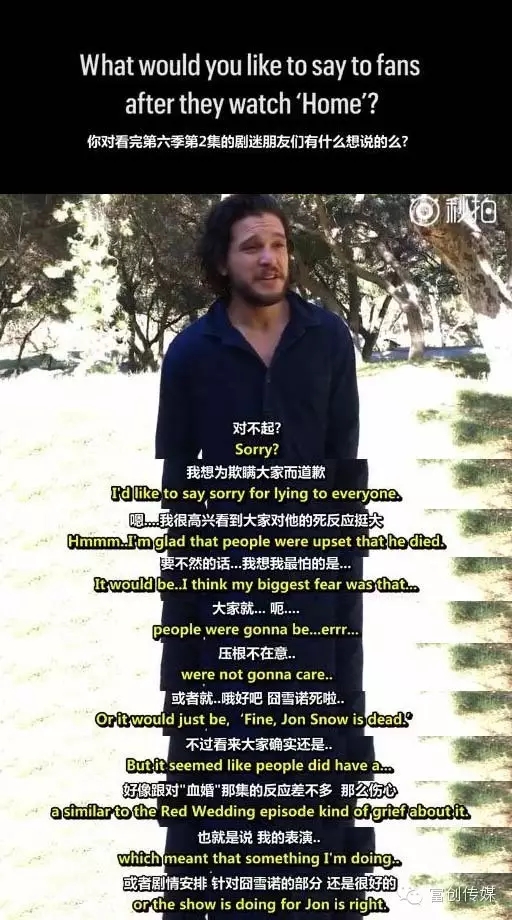 What would you like to say to fans
after they watch ‘Home’?
你对看完第六季第2集的剧迷朋友们有什么想说的么?
秒拍
对不起?
Sorry?
我想为欺瞒大家而道歉
I'd like to say sorry for lying to everyone.
嗯....我很高兴看到大家对他的死反应挺大
Hmmm..I'm glad that people were upset that he died.
要不然的话...我想我最怕的是...
It would be..I think my biggest fear was that...
大家就... 呃....
people were gonna be...errr...
压根不在意..
were not gonna care..
或者就..哦好吧 囧雪诺死啦..
Or it would just be,‘Fine, Jon Snow is dead.’
不过看来大家确实还是..
But it seemed like people did have a...
好像跟对"血婚"那集的反应差不多 那么伤心
a similar to the Red Wedding episode kind of grief about it.
也就是说 我的表演..
which meant that something I'm doing..
或者剧情安排 针对囧雪诺的部分 还是很好的
or the show is doing for Jon is right.
富创传媒